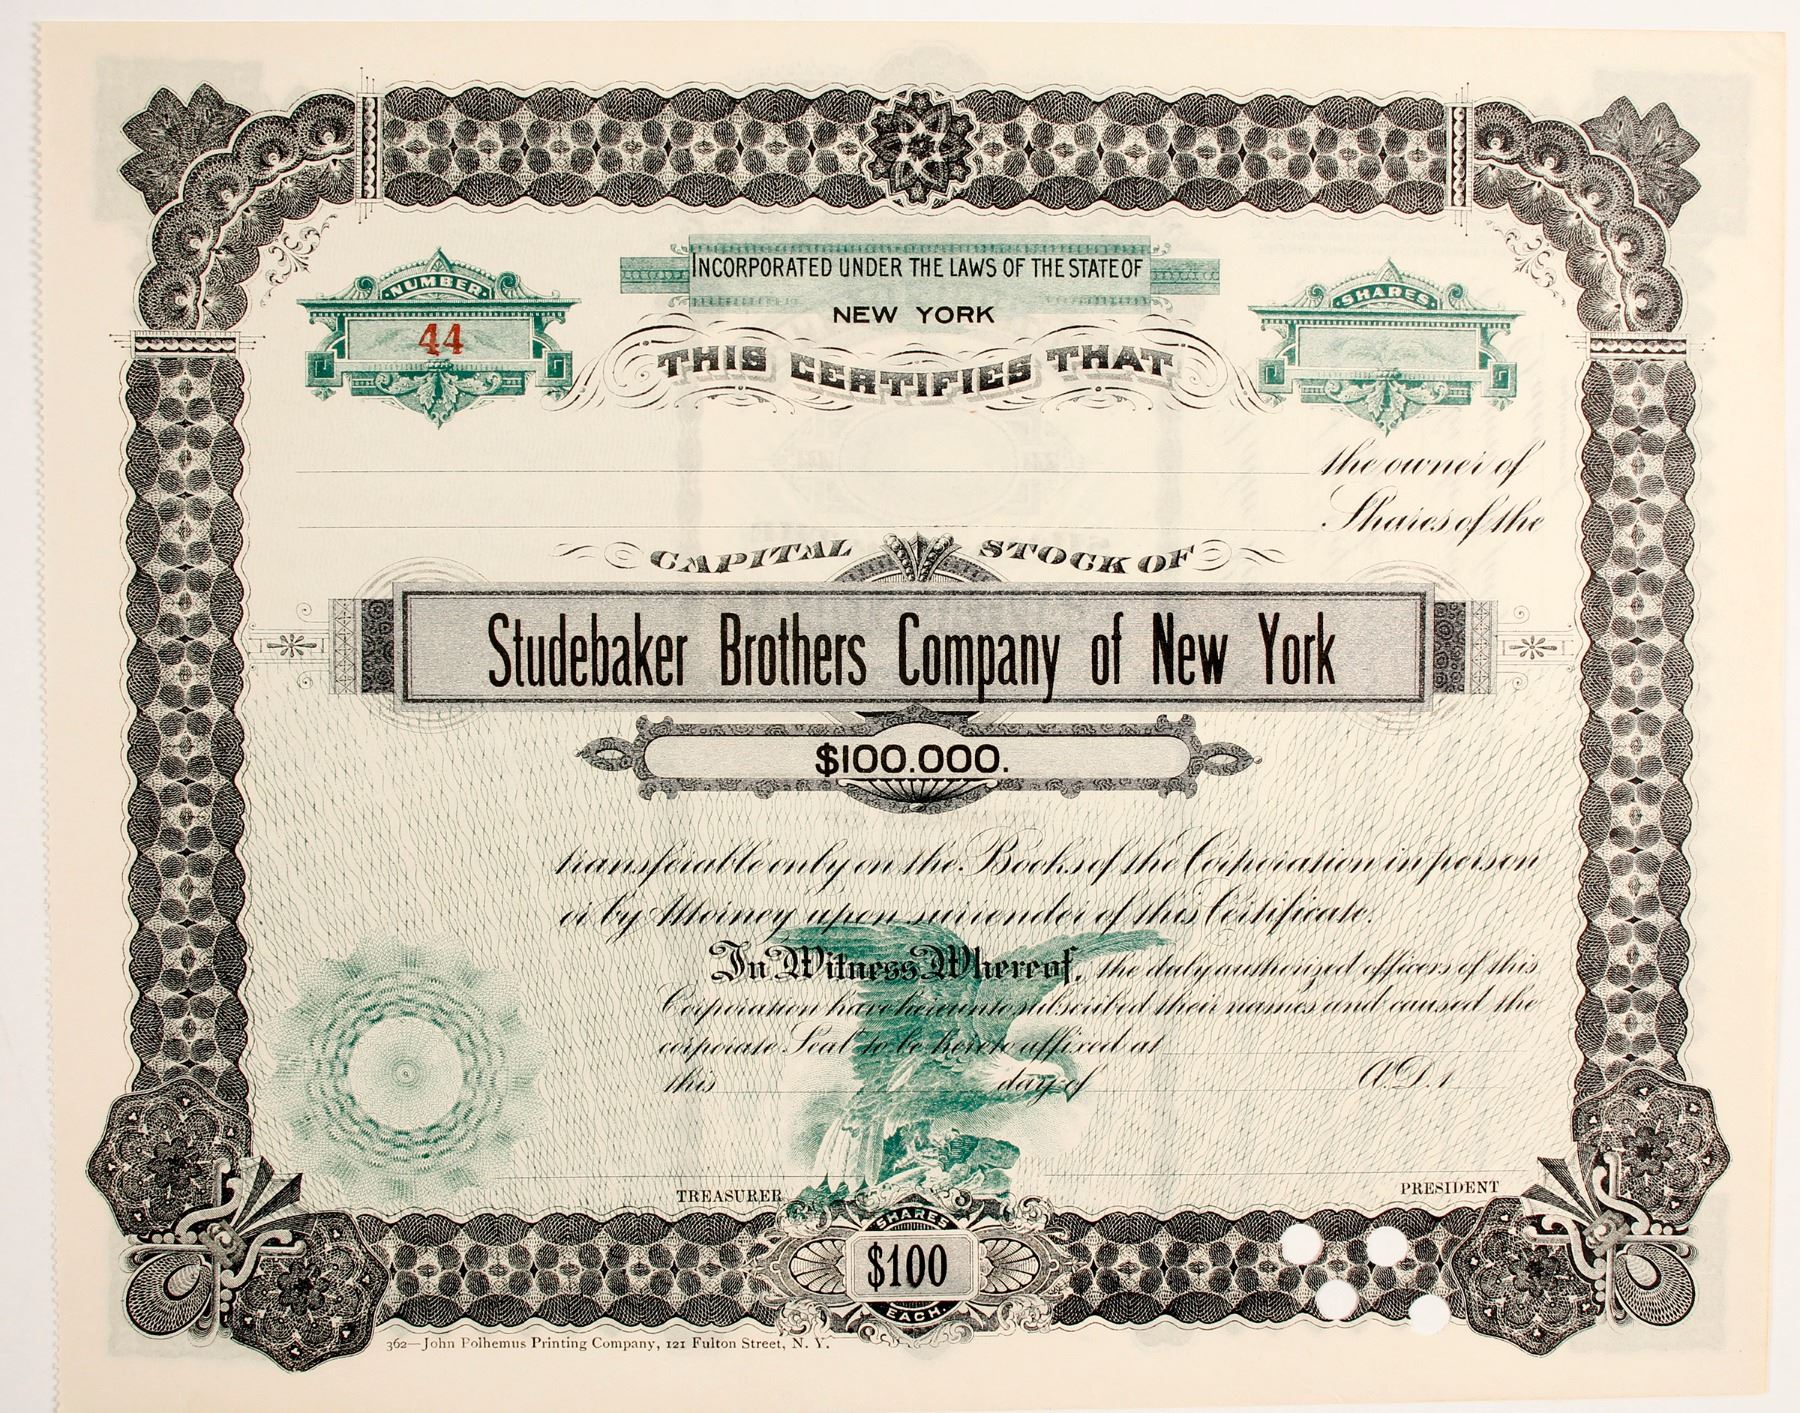 INCORPORATED UNDER THE LAWS OF THE STATE OF
NEW YORK
NUMBER
44
SHARES
THIS CERTIFIES THAT
the owner of
Shares of the
CAPITAL STOCK OF
Studebaker Brothers Company of New York
$100.000.
transferable only on the Books of the Corporation in person
or by Attorney upon surrender of this Certificate.
In Witness Whereof, the duly authorized officers of this
Corporation have hereunto subscribed their names and caused the
corporate Seal to be hereto affixed at
this day of A.D. 1
TREASURER
PRESIDENT
SHARES
$100
EACH.
362—John Polhemus Printing Company, 121 Fulton Street, N. Y.